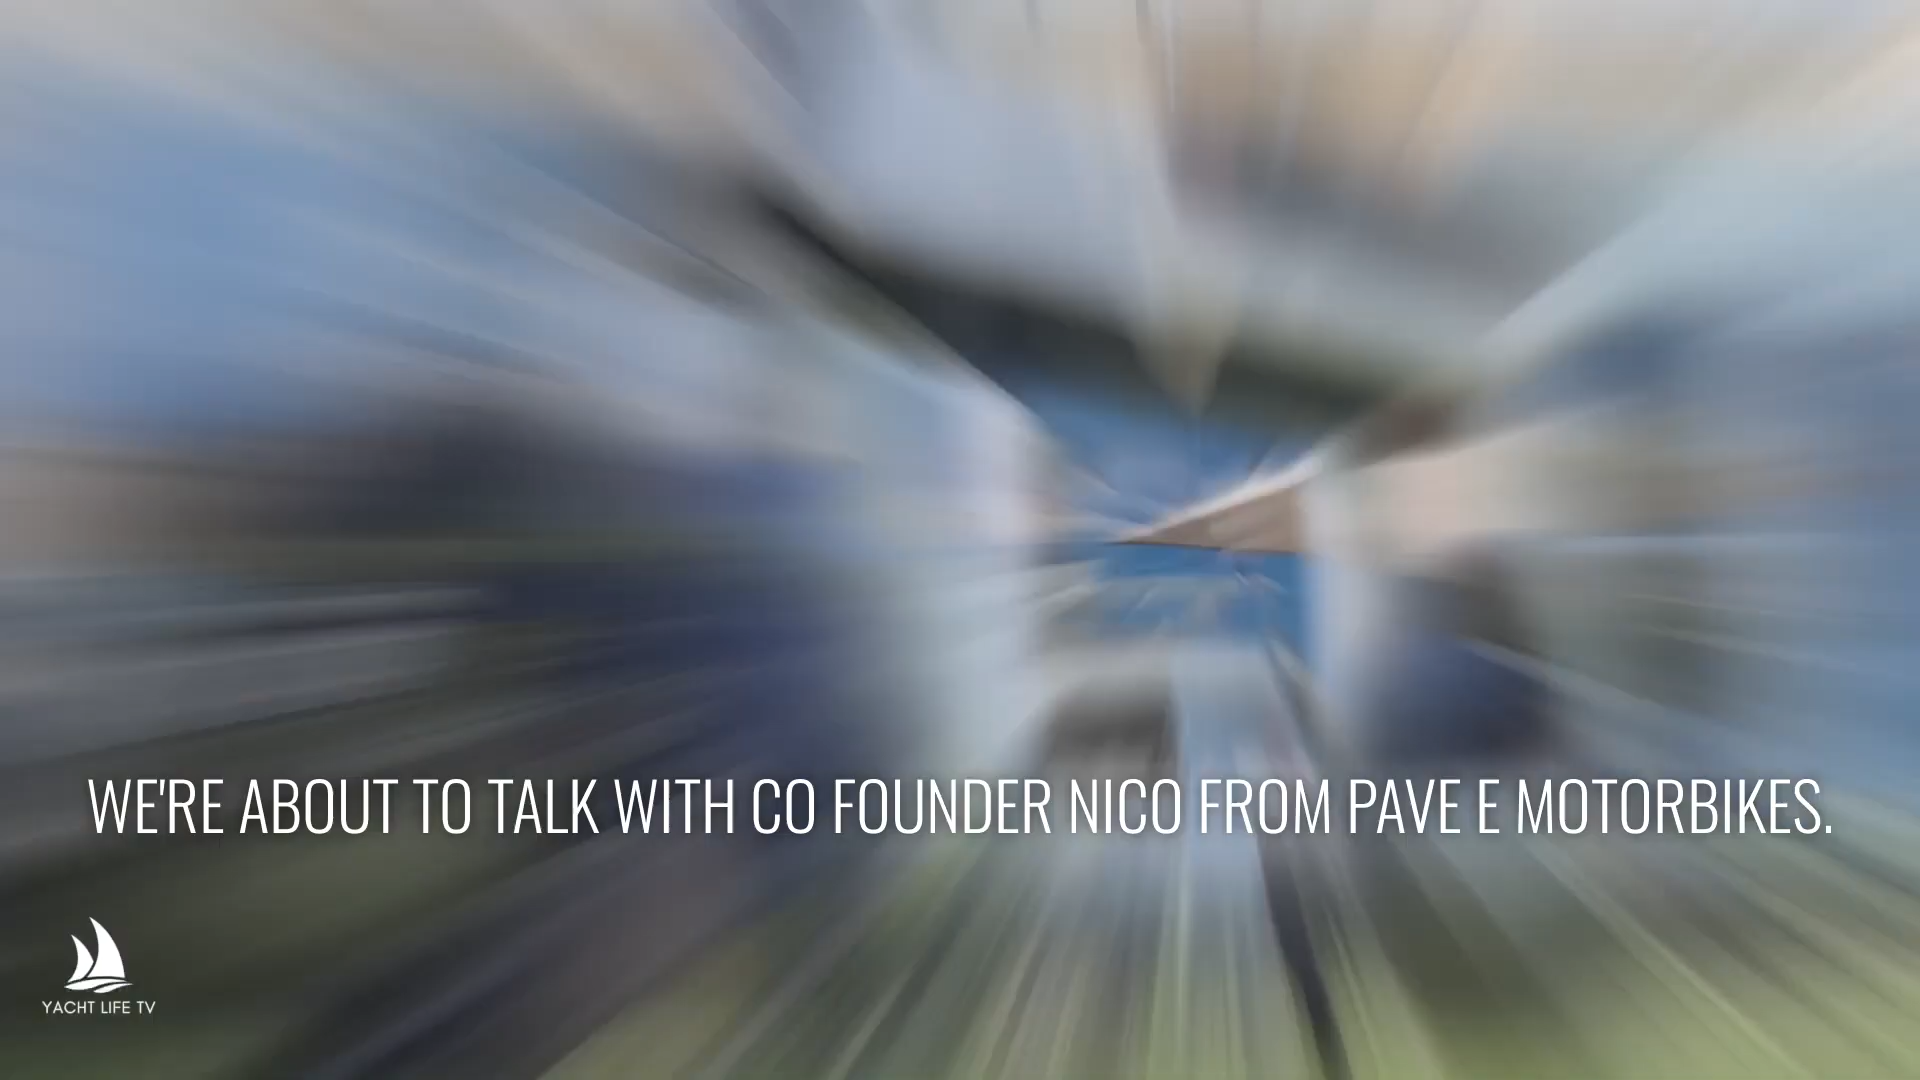 WE'RE ABOUT TO TALK WITH CO FOUNDER NICO FROM PAVE E MOTORBIKES.
YACHT LIFE TV